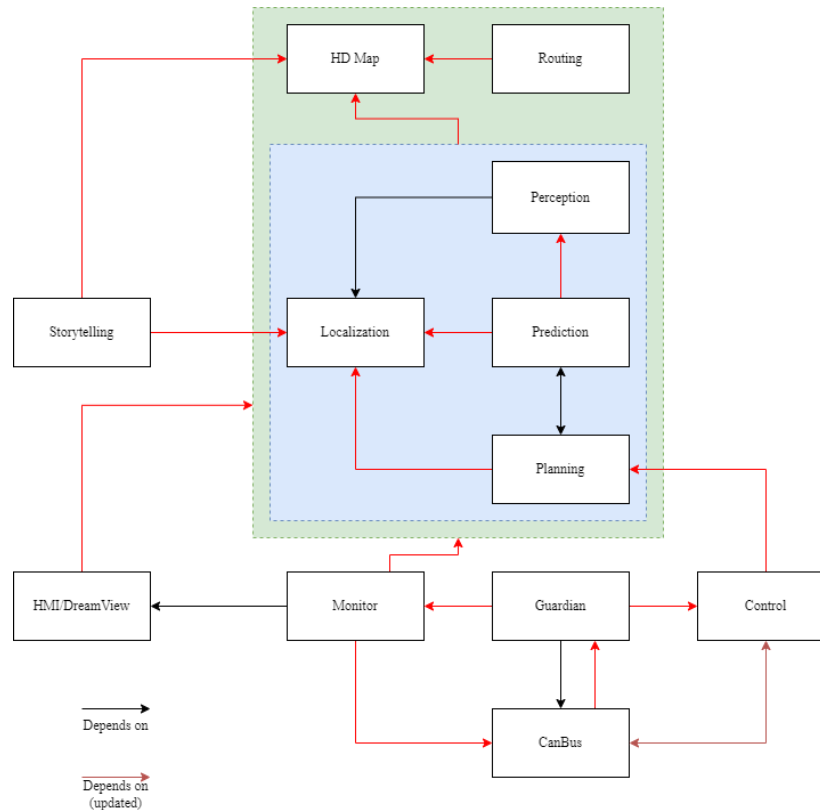 HD Map
Routing
Perception
Storytelling
Localization
Prediction
Planning
HMI/DreamView
Monitor
Guardian
Control
Depends on
CanBus
Depends on
(updated)